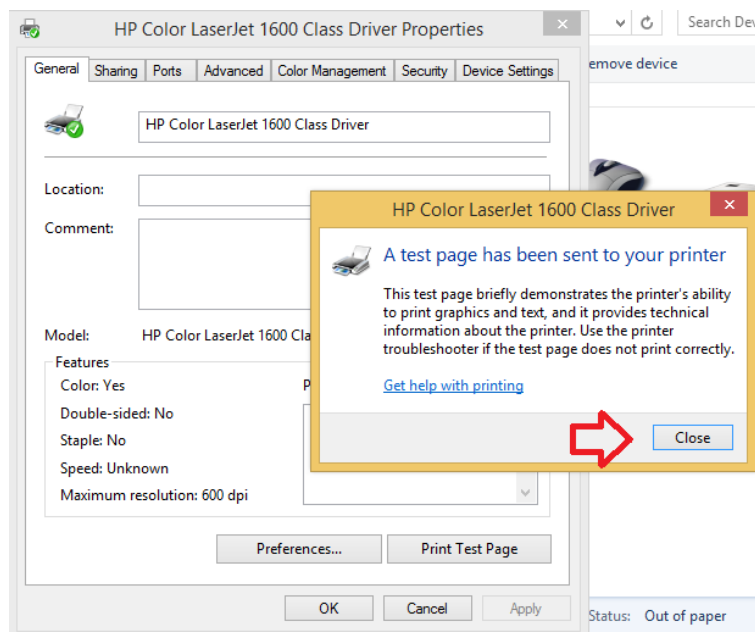 HP Color LaserJet 1600 Class Driver Properties
Search Dev
General Sharing Ports Advanced Color Management Security Device Settings
emove device
HP Color LaserJet 1600 Class Driver
Location:
Comment:
HP Color LaserJet 1600 Class Driver
A test page has been sent to your printer
This test page briefly demonstrates the printer's ability
to print graphics and text, and it provides technical
information about the printer. Use the printer
troubleshooter if the test page does not print correctly.
Get help with printing
Close
Model: HP Color LaserJet 1600 Cla
Features
Color: Yes
P
Double-sided: No
Staple: No
Speed: Unknown
Maximum resolution: 600 dpi
Preferences... Print Test Page
OK Cancel Apply
Status: Out of paper